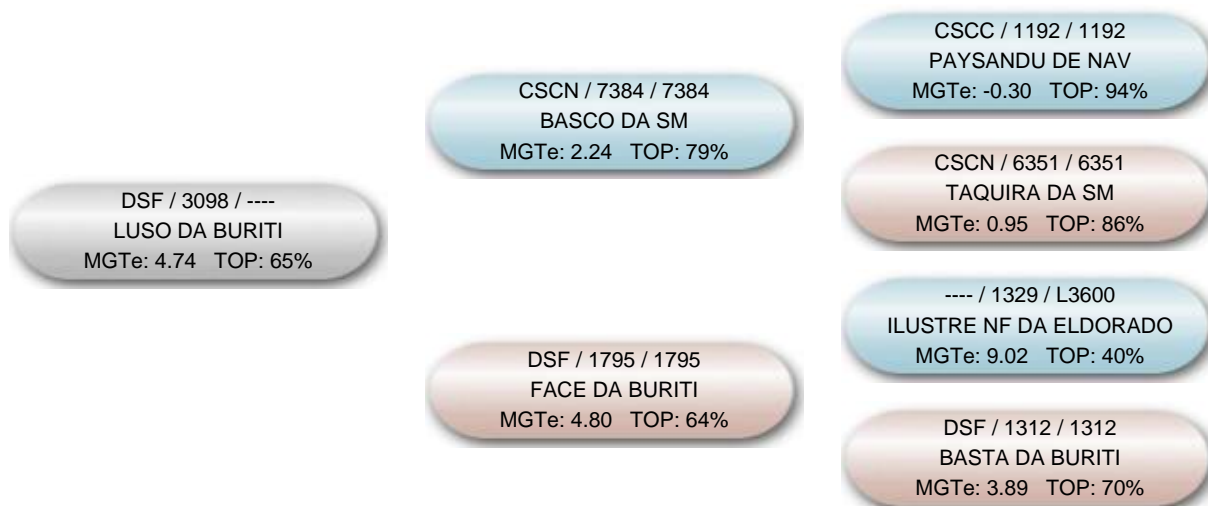 DSF / 3098 / ----
LUSO DA BURITI
MGTe: 4.74 TOP: 65%
CSCN / 7384 / 7384
BASCO DA SM
MGTe: 2.24 TOP: 79%
DSF / 1795 / 1795
FACE DA BURITI
MGTe: 4.80 TOP: 64%
CSCC / 1192 / 1192
PAYSANDU DE NAV
MGTe: -0.30 TOP: 94%
CSCN / 6351 / 6351
TAQUIRA DA SM
MGTe: 0.95 TOP: 86%
---- / 1329 / L3600
ILUSTRE NF DA ELDORADO
MGTe: 9.02 TOP: 40%
DSF / 1312 / 1312
BASTA DA BURITI
MGTe: 3.89 TOP: 70%